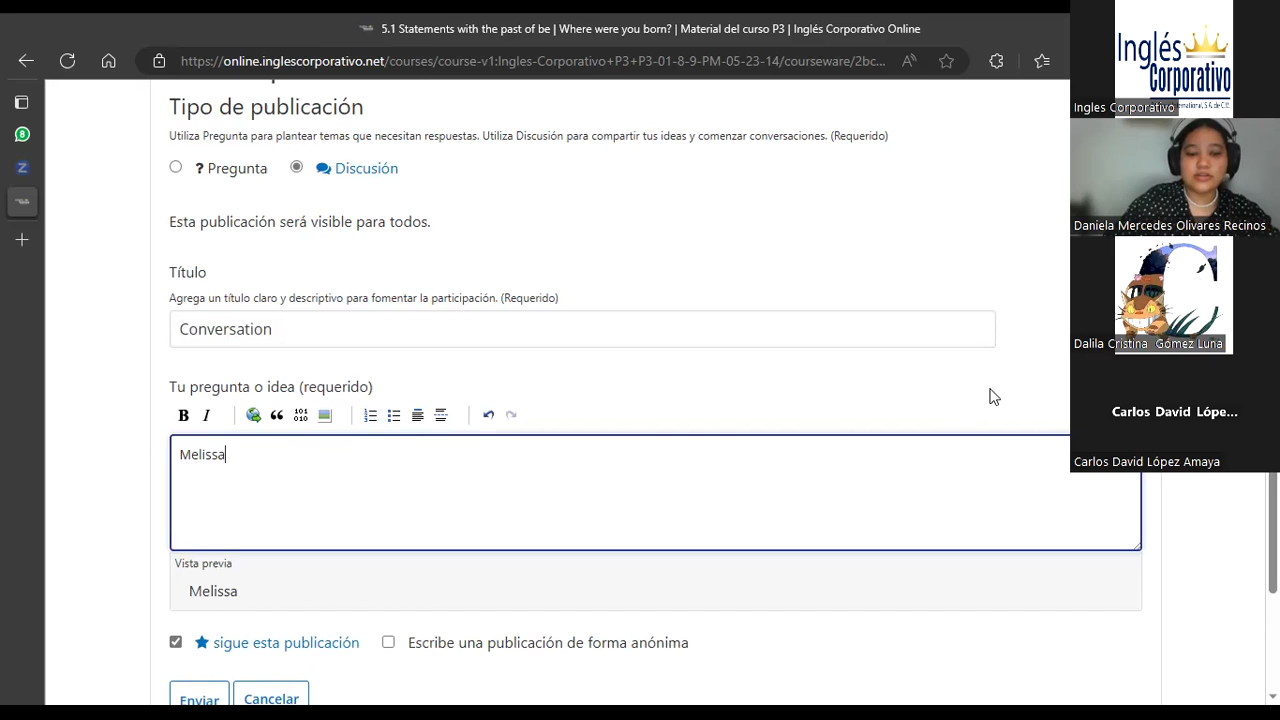 5.1 Statements with the past of be | Where were you born? | Material del curso P3 | Inglés Corporativo Online
https://online.inglescorporativo.net/courses/course-v1:Ingles-Corporativo+P3+P3-01-8-9-PM-05-23-14/courseware/2bc...
Tipo de publicación
Utiliza Pregunta para plantear temas que necesitan respuestas. Utiliza Discusión para compartir tus ideas y comenzar conversaciones. (Requerido)
? Pregunta Discusión
Esta publicación será visible para todos.
Título
Agrega un título claro y descriptivo para fomentar la participación. (Requerido)
Conversation
Tu pregunta o idea (requerido)
B I
Melissa
Vista previa
Melissa
sigue esta publicación Escribe una publicación de forma anónima
Enviar Cancelar
Inglés
Corporativo
Ingles Corporativo
Daniela Mercedes Olivares Recinos
Dalila Cristina Gómez Luna
Carlos David Lópe...
Carlos David López Amaya